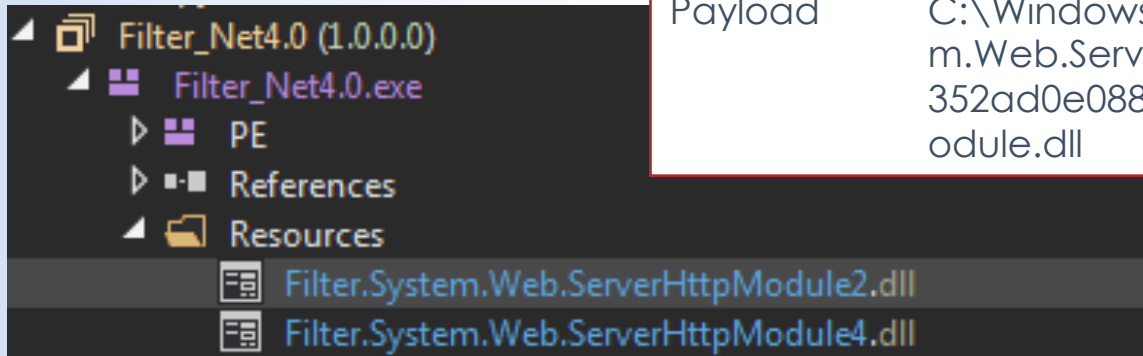 Filter_Net4.0 (1.0.0.0)
Filter_Net4.0.exe
PE
References
Resources
Filter.System.Web.ServerHttpModule2.dll
Filter.System.Web.ServerHttpModule4.dll
Payload
C:\Windows
m.Web.Serv
352ad0e088
odule.dll